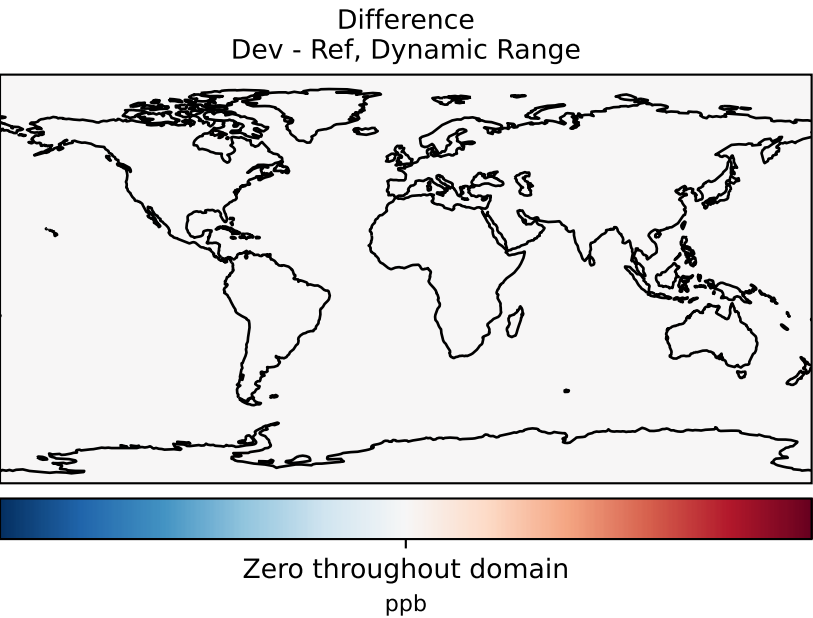 Difference
Dev - Ref, Dynamic Range
Zero throughout domain
ppb